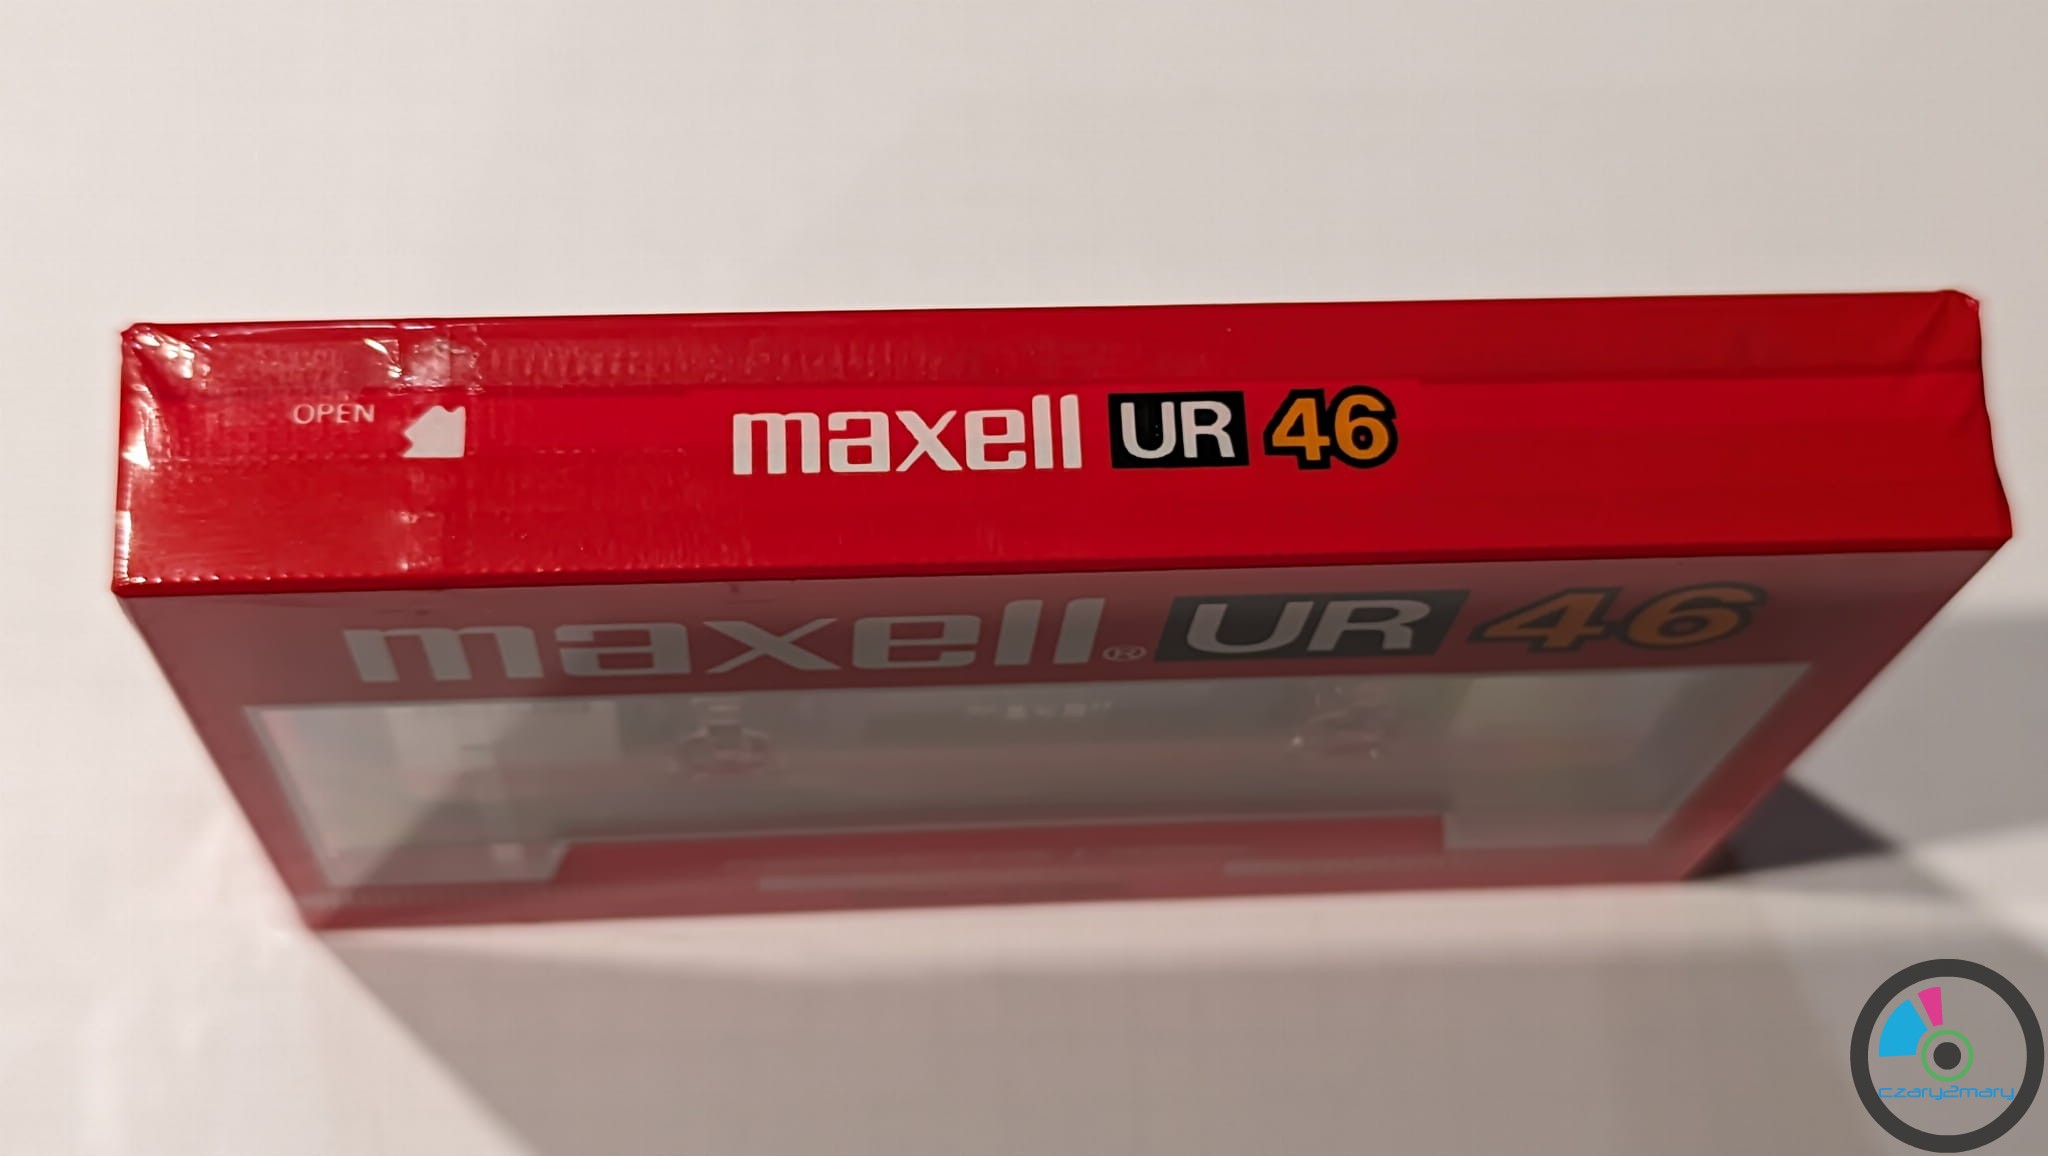 OPEN
maxell UR 46
maxell® UR 46
czary2mary